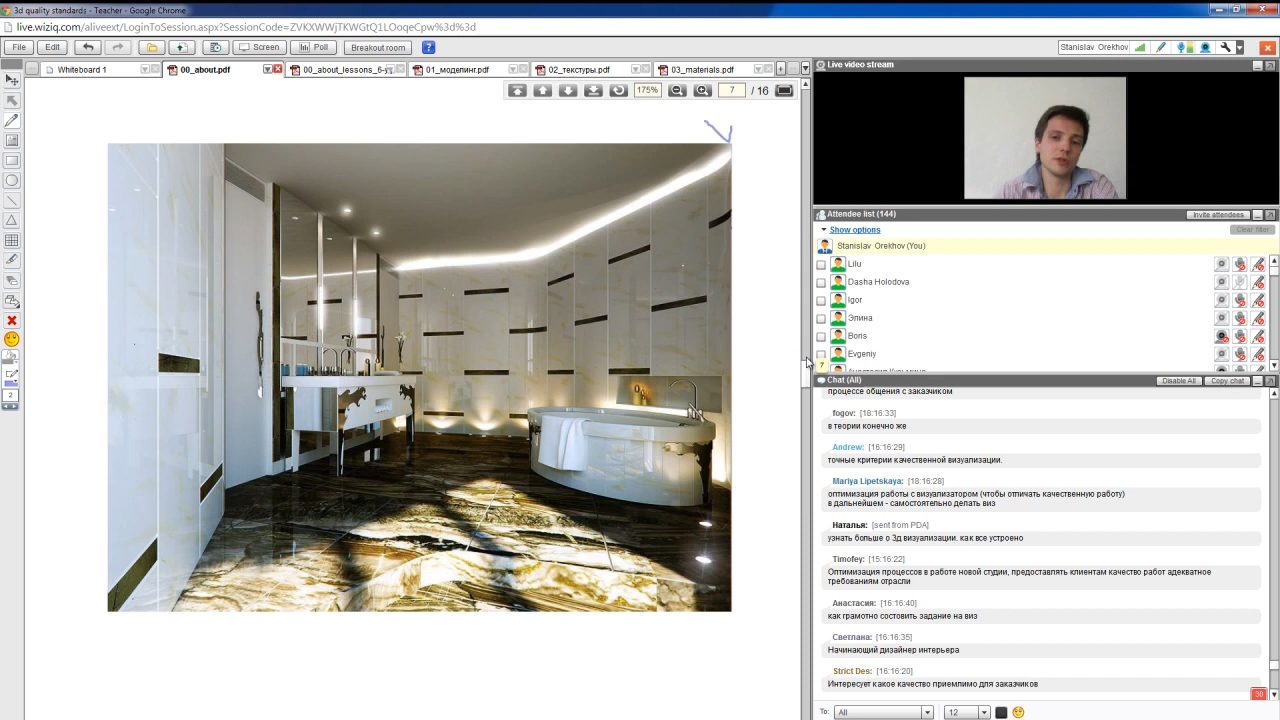 3d quality standards - Teacher - Google Chrome
live.wiziq.com/aliveext/LoginToSession.aspx?SessionCode=ZVKXWWjTKWGtQ1LOoqeCpw%3d%3d
File Edit Screen Poll Breakout room ? Stanislav Orekhov
Whiteboard 1 00_about.pdf 00_about_lessons_6-у 01_моделинг.pdf 02_текстуры.pdf 03_materials.pdf
175% 7 / 16
Live video stream
Attendee list (144) Invite attendees
Show options Clear filter
Stanislav Orekhov (You)
Lilu
Dasha Holodova
Igor
Элина
Boris
Evgeniy
7
2
Chat (All) Disable All Copy chat
процессе общения с заказчиком
fogov: [18:16:33]
в теории конечно же
Andrew: [16:16:29]
точные критерии качественной визуализации.
Mariya Lipetskaya: [18:16:28]
оптимизация работы с визуализатором (чтобы отличать качественную работу)
в дальнейшем - самостоятельно делать виз
Наталья: [sent from PDA]
узнать больше о 3д визуализации. как все устроено
Timofey: [15:16:22]
Оптимизация процессов в работе новой студии, предоставлять клиентам качество работ адекватное
требованиям отрасли
Анастасия: [16:16:40]
как грамотно состовить задание на виз
Светлана: [16:16:35]
Начинающий дизайнер интерьера
Strict Des: [16:16:20]
Интересует какое качество приемлимо для заказчиков
30
To: All 12